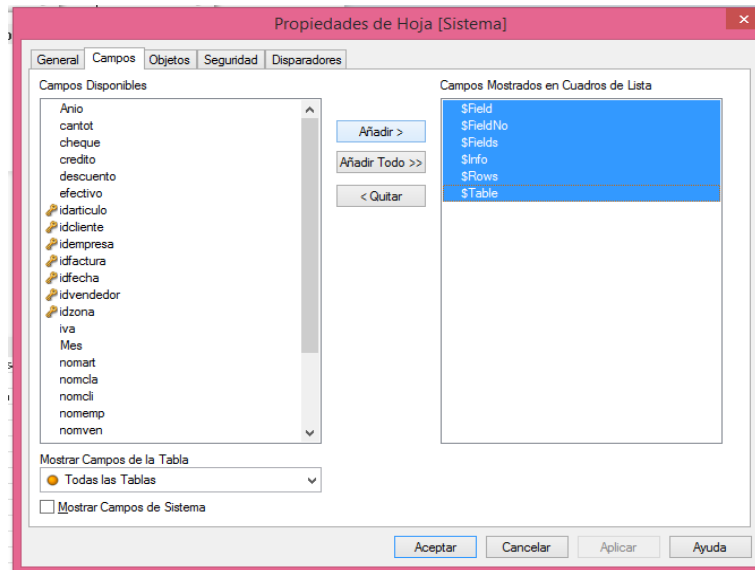 Propiedades de Hoja [Sistema]
General Campos Objetos Seguridad Disparadores
Campos Disponibles
Anio
cantot
cheque
credito
descuento
efectivo
idarticulo
idcliente
idempresa
idfactura
idfecha
idvendedor
idzona
iva
Mes
nomart
nomcla
nomcli
nomemp
nomven
Añadir >
Añadir Todo >>
< Quitar
Campos Mostrados en Cuadros de Lista
$Field
$FieldNo
$Fields
$Info
$Rows
$Table
Mostrar Campos de la Tabla
Todas las Tablas
Mostrar Campos de Sistema
Aceptar Cancelar Aplicar Ayuda